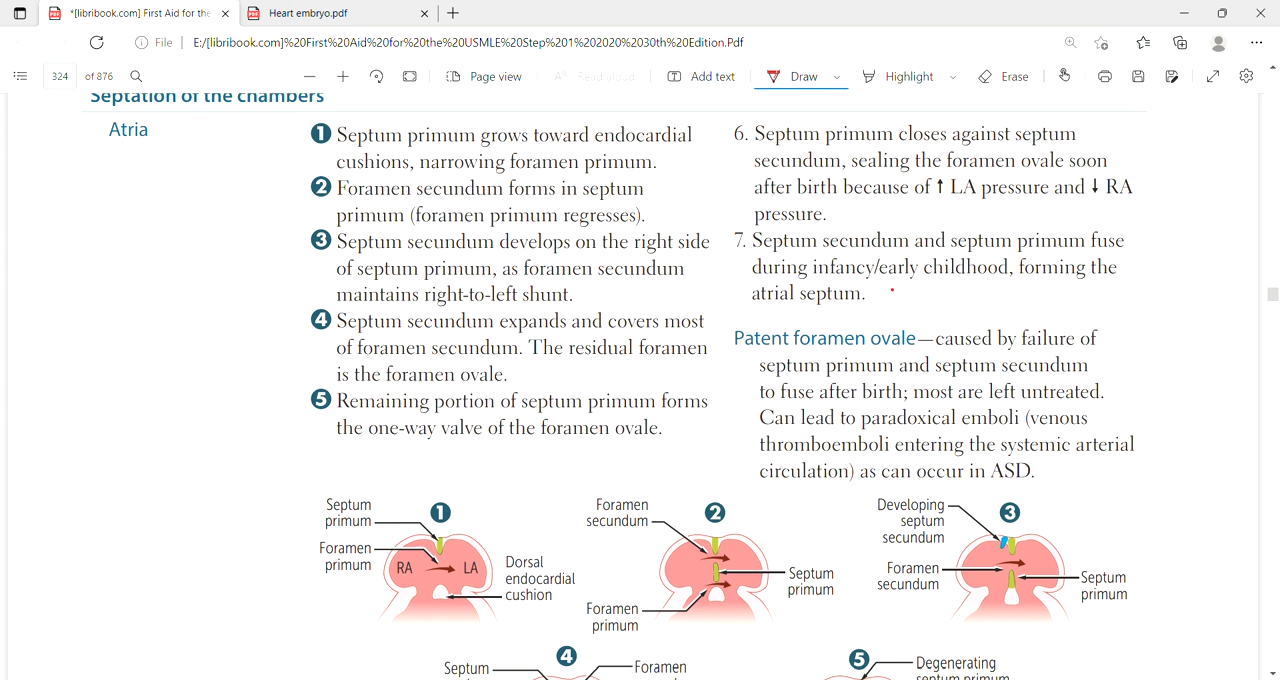 *[libribook.com] First Aid for the
Heart embryo.pdf
File
E:/[libribook.com]%20First%20Aid%20for%20the%20USMLE%20Step%201%202020%2030th%20Edition.Pdf
324 of 876
Page view
Read aloud
Add text
Draw
Highlight
Erase
Septation of the chambers
Atria
1 Septum primum grows toward endocardial
cushions, narrowing foramen primum.
2 Foramen secundum forms in septum
primum (foramen primum regresses).
3 Septum secundum develops on the right side
of septum primum, as foramen secundum
maintains right-to-left shunt.
4 Septum secundum expands and covers most
of foramen secundum. The residual foramen
is the foramen ovale.
5 Remaining portion of septum primum forms
the one-way valve of the foramen ovale.
6. Septum primum closes against septum
secundum, sealing the foramen ovale soon
after birth because of ↑ LA pressure and ↓ RA
pressure.
7. Septum secundum and septum primum fuse
during infancy/early childhood, forming the
atrial septum.
Patent foramen ovale—caused by failure of
septum primum and septum secundum
to fuse after birth; most are left untreated.
Can lead to paradoxical emboli (venous
thromboemboli entering the systemic arterial
circulation) as can occur in ASD.
1
Septum
primum
Foramen
primum
RA
LA
Dorsal
endocardial
cushion
2
Foramen
secundum
Septum
primum
Foramen
primum
3
Developing
septum
secundum
Foramen
secundum
Septum
primum
4
Septum
Foramen
5
Degenerating
septum primum